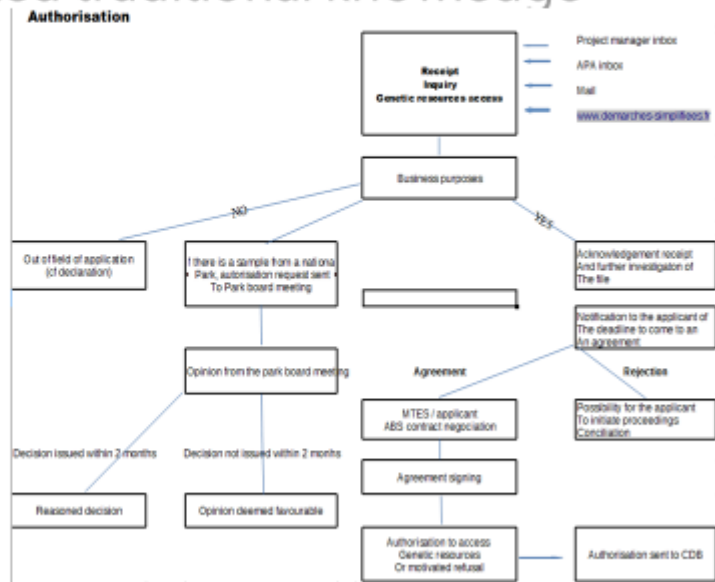 traditional knowledge
Authorisation
Receipt
Inquiry
Genetic resources access
Project manager inbox
APA inbox
Mail
www.demarches-simplifiees.fr
Business purposes
NO
YES
Out of field of application
(cf declaration)
f there is a sample from a nationa
Park, autorisation request sent
To Park board meeting
Acknowledgement receipt
And further investigaton of
The file
Notification to the applicant of
The deadline to come to an
An agreement
Opinion from the park board meeting
Agreement
Rejection
MTES / applicant
ABS contract negociation
Possibility for the applicant
To initiate proceedings
Conciliation
Decision issued within 2 months
Decision not issued within 2 months
Agreement signing
Reasoned decision
Opinion deemed favourable
Authorisation to access
Genetic resources
Or motivated refusal
Authorisation sent to CDB